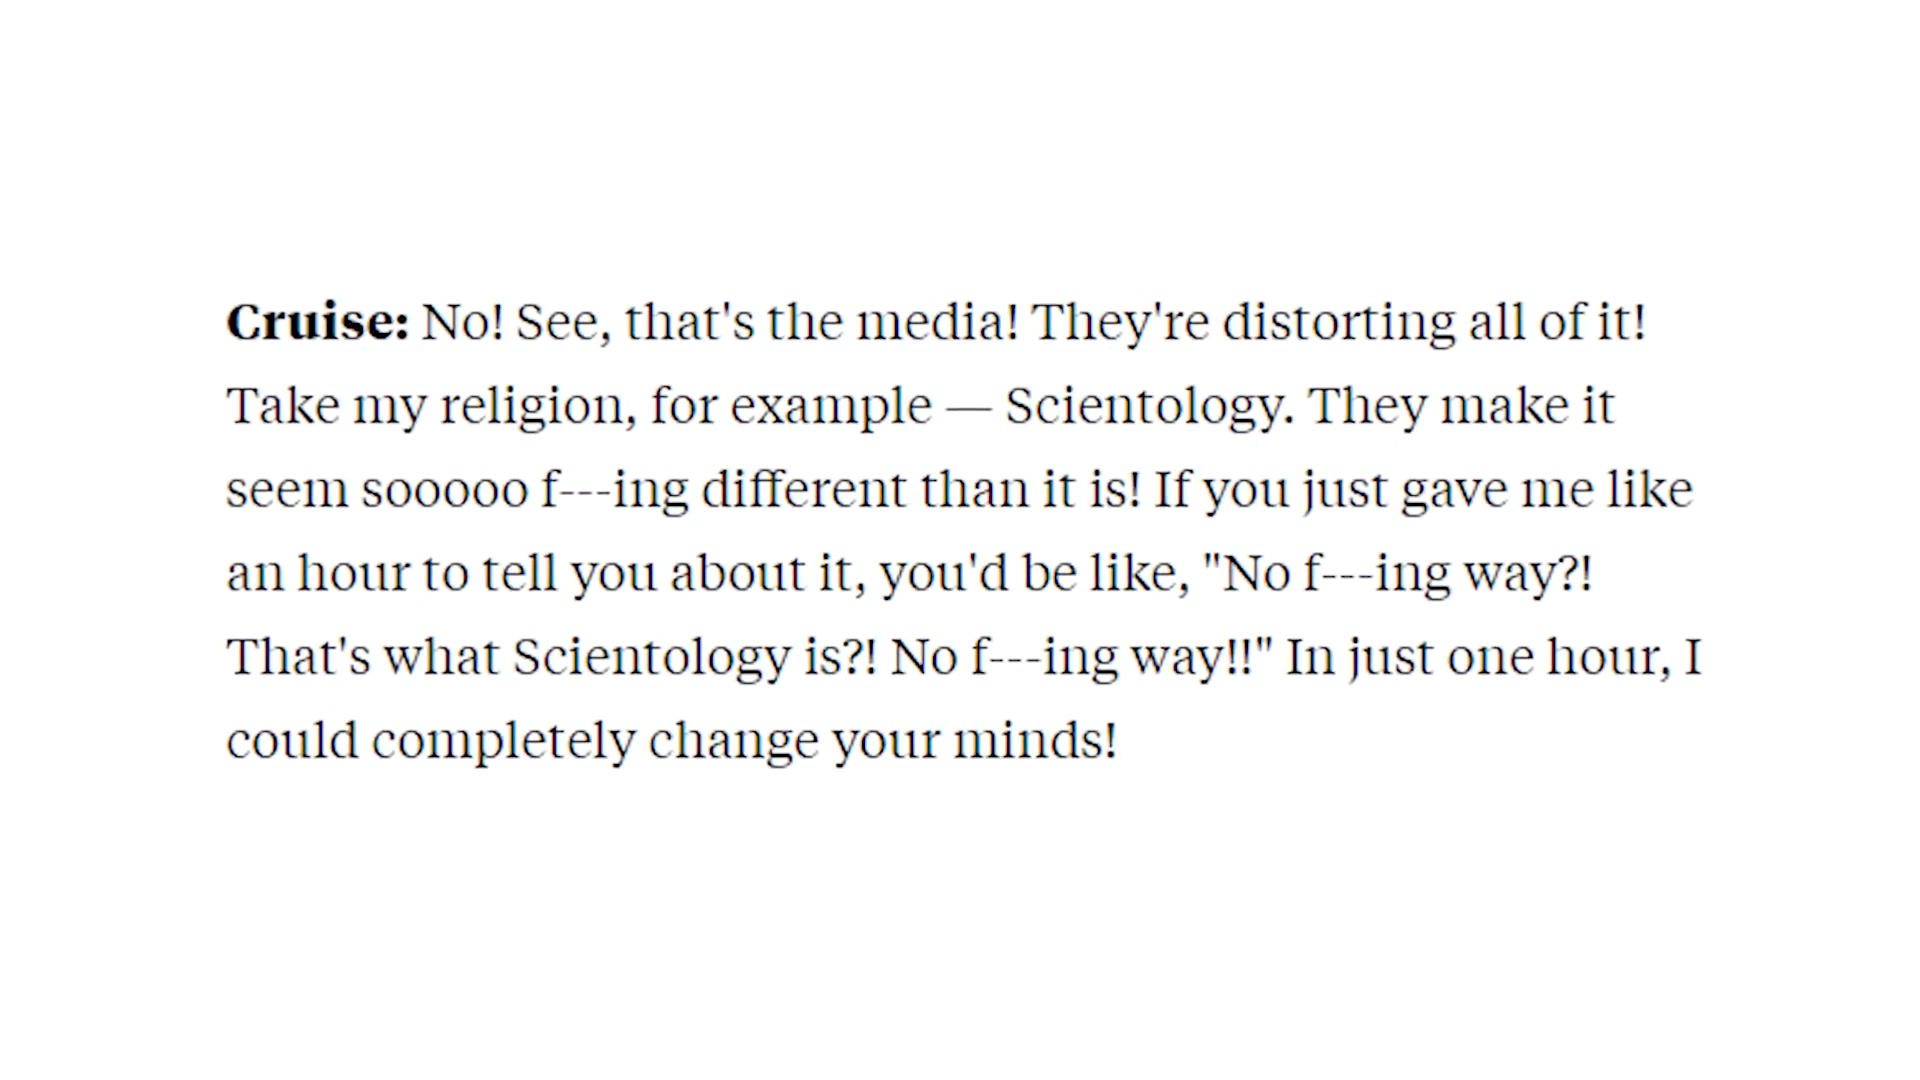 Cruise: No! See, that's the media! They're distorting all of it!
Take my religion, for example — Scientology. They make it
seem sooooo f---ing different than it is! If you just gave me like
an hour to tell you about it, you'd be like, "No f---ing way?!
That's what Scientology is?! No f---ing way!!" In just one hour, I
could completely change your minds!